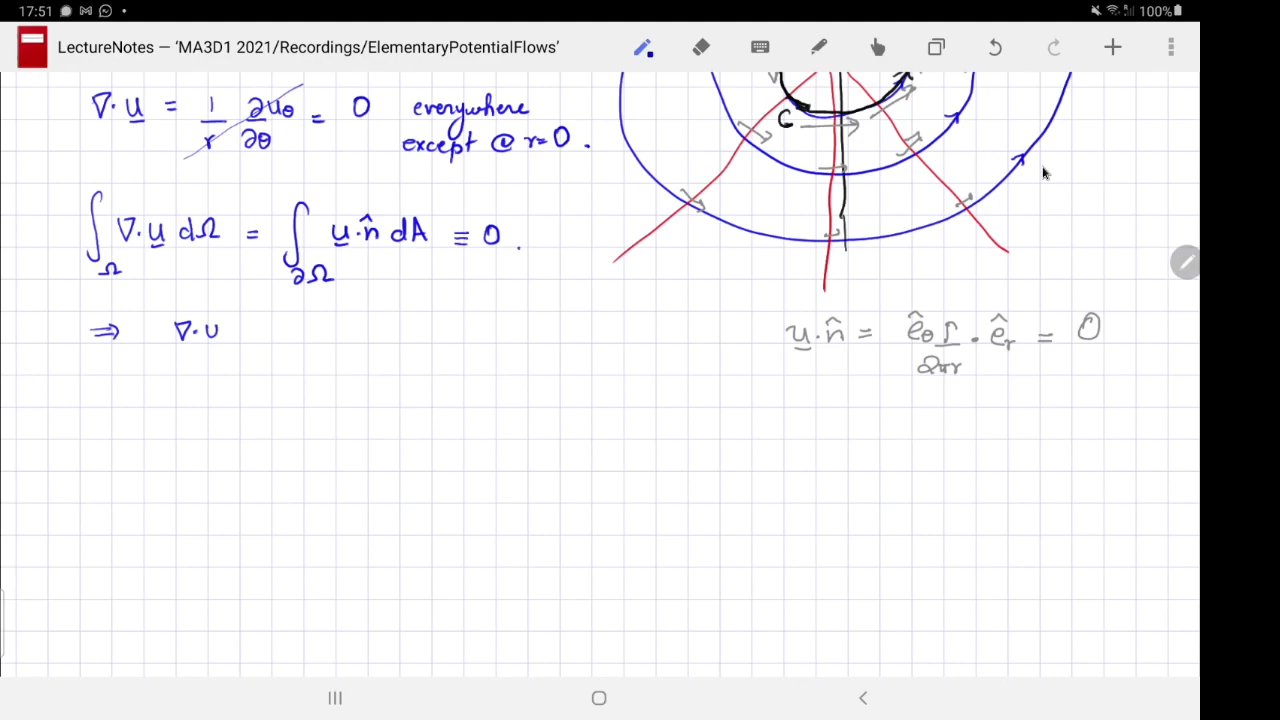 17:51 100%
LectureNotes — ‘MA3D1 2021/Recordings/ElementaryPotentialFlows’
∇·u = 1/r ∂uθ/∂θ = 0 everywhere
except @ r=0 .
C
∫_Ω ∇·u dΩ = ∫_∂Ω u·n̂ dA ≡ 0 .
⇒ ∇·u
u·n̂ = ê_θ Γ/2πr · ê_r = 0